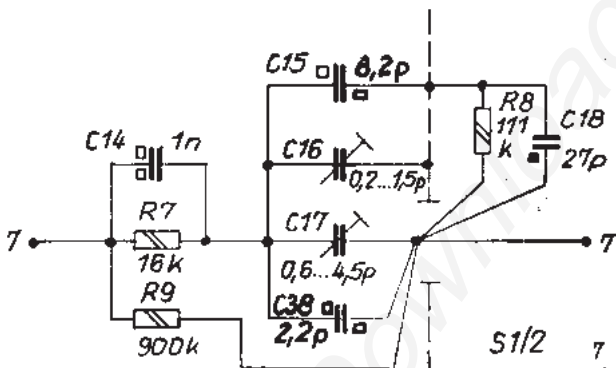 C15
8,2p
C14
1n
R8
111
k
C18
27p
C16
0,2...1,5p
7
R7
16k
C17
0,6...4,5p
7
R9
900k
C38
2,2p
S1/2
7
Download